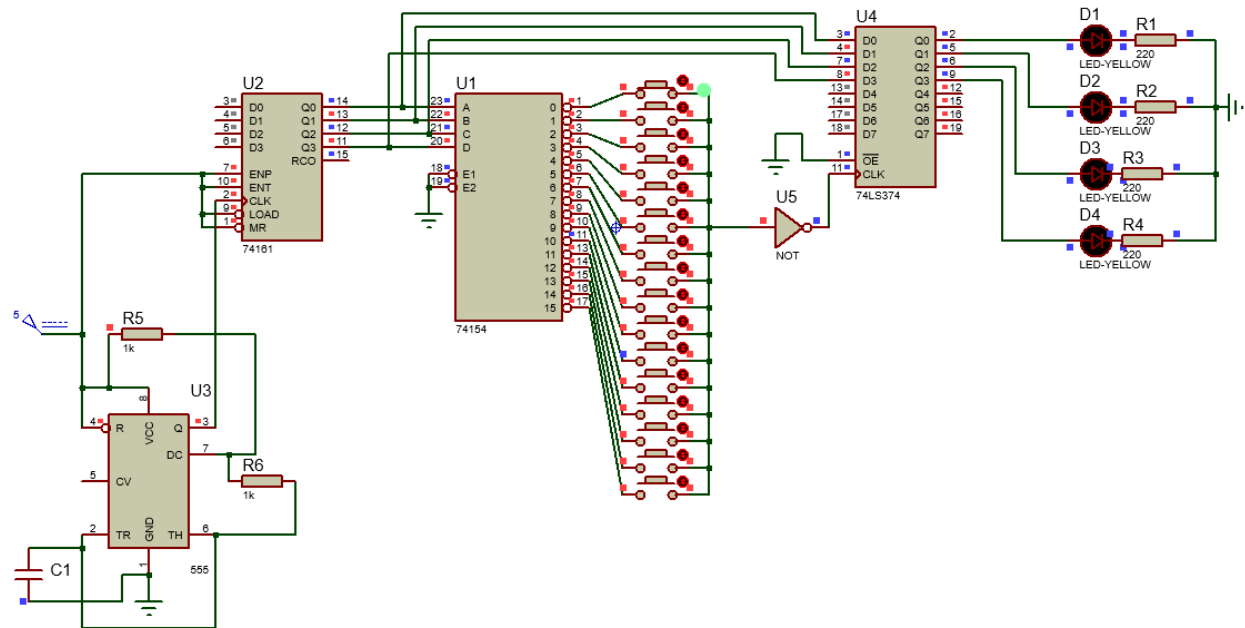 U2
3 D0 Q0 14
4 D1 Q1 13
5 D2 Q2 12
6 D3 Q3 11
RCO 15
7 ENP
10 ENT
2 CLK
9 LOAD
1 MR
74161
U1
23 A 0 1
22 B 1 2
21 C 2 3
20 D 3 4
4 5
18 E1 5 6
19 E2 6 7
7 8
8 9
9 10
10 11
11 13
12 14
13 15
14 16
15 17
74154
U5
NOT
U4
3 D0 Q0 2
4 D1 Q1 5
7 D2 Q2 6
8 D3 Q3 9
13 D4 Q4 12
14 D5 Q5 15
17 D6 Q6 16
18 D7 Q7 19
1 OE
11 CLK
74LS374
D1 R1
220
LED-YELLOW
D2 R2
220
LED-YELLOW
D3 R3
220
LED-YELLOW
D4 R4
220
LED-YELLOW
5
R5
1k
U3
8
4 R VCC Q 3
DC 7
5 CV
R6
1k
2 TR GND TH 6
1
555
C1